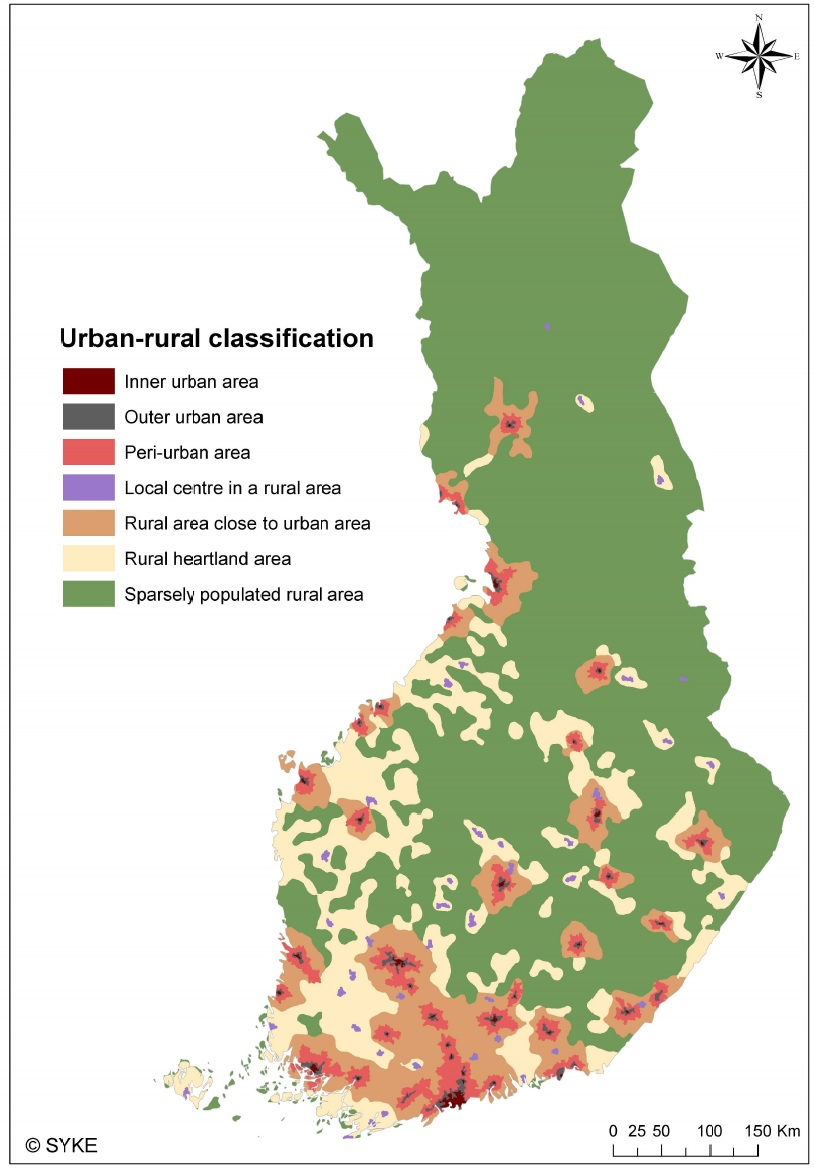 N
W E
S
Urban-rural classification
Inner urban area
Outer urban area
Peri-urban area
Local centre in a rural area
Rural area close to urban area
Rural heartland area
Sparsely populated rural area
0 25 50 100 150 Km
© SYKE